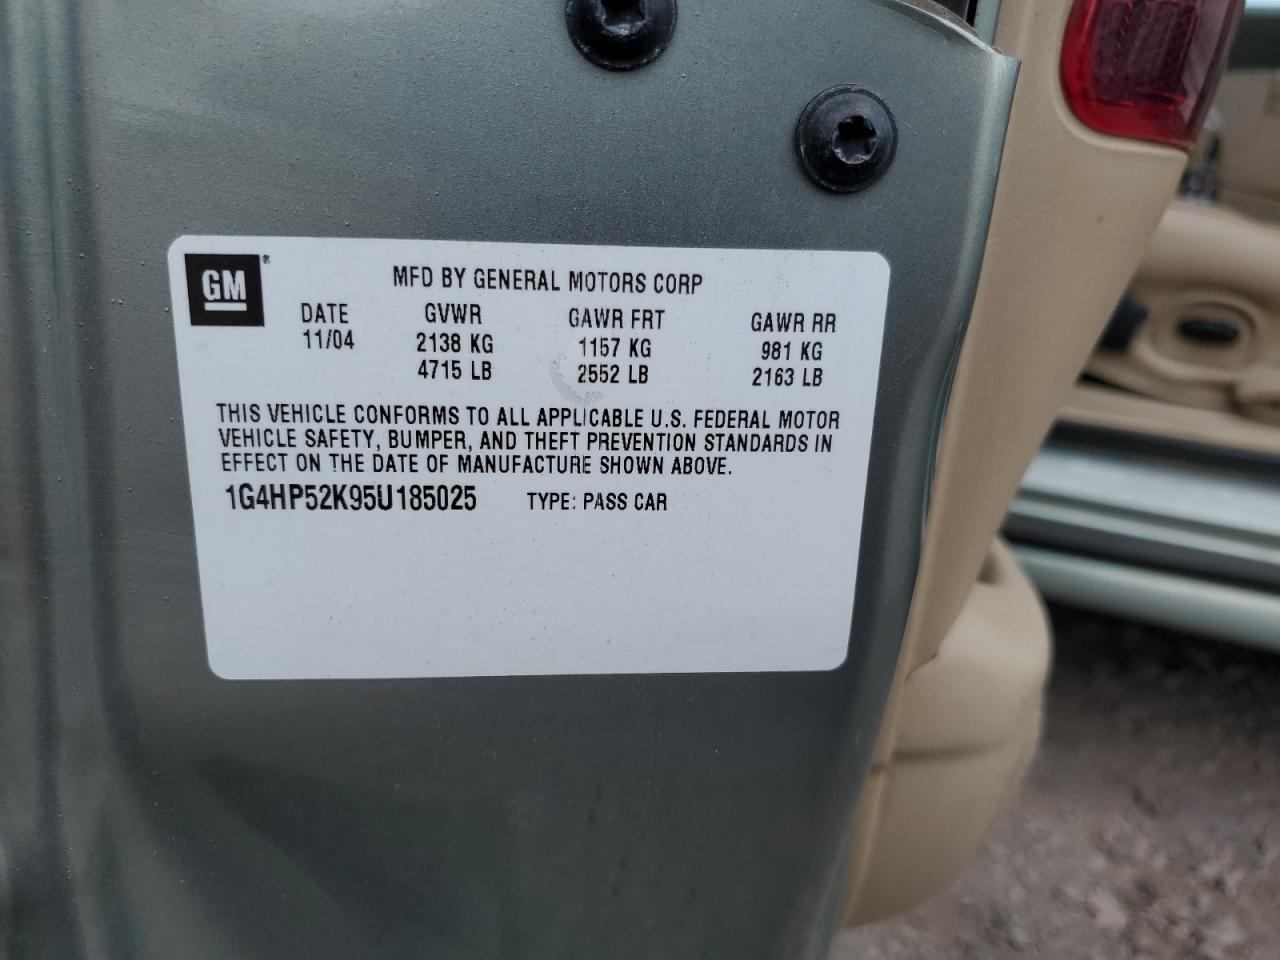 GM®
MFD BY GENERAL MOTORS CORP
DATE GVWR GAWR FRT GAWR RR
11/04 2138 KG 1157 KG 981 KG
4715 LB 2552 LB 2163 LB
THIS VEHICLE CONFORMS TO ALL APPLICABLE U.S. FEDERAL MOTOR
VEHICLE SAFETY, BUMPER, AND THEFT PREVENTION STANDARDS IN
EFFECT ON THE DATE OF MANUFACTURE SHOWN ABOVE.
1G4HP52K95U185025 TYPE: PASS CAR